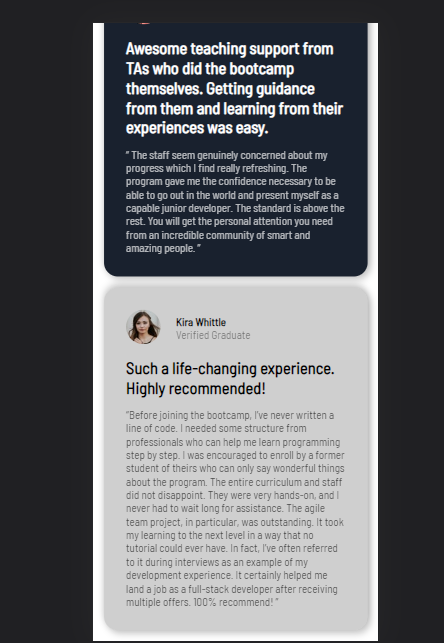 Awesome teaching support from
TAs who did the bootcamp
themselves. Getting guidance
from them and learning from their
experiences was easy.
“ The staff seem genuinely concerned about my
progress which I find really refreshing. The
program gave me the confidence necessary to be
able to go out in the world and present myself as a
capable junior developer. The standard is above the
rest. You will get the personal attention you need
from an incredible community of smart and
amazing people. ”
Kira Whittle
Verified Graduate
Such a life-changing experience.
Highly recommended!
“Before joining the bootcamp, I've never written a
line of code. I needed some structure from
professionals who can help me learn programming
step by step. I was encouraged to enroll by a former
student of theirs who can only say wonderful things
about the program. The entire curriculum and staff
did not disappoint. They were very hands-on, and I
never had to wait long for assistance. The agile
team project, in particular, was outstanding. It took
my learning to the next level in a way that no
tutorial could ever have. In fact, I've often referred
to it during interviews as an example of my
development experience. It certainly helped me
land a job as a full-stack developer after receiving
multiple offers. 100% recommend! ”